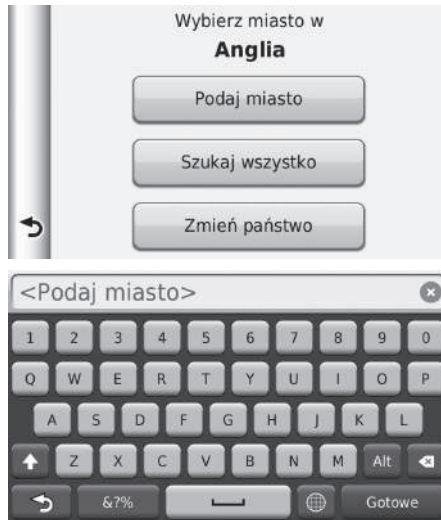 Wybierz miasto w
Anglia
Podaj miasto
Szukaj wszystko
Zmień państwo
<Podaj miasto>
1 2 3 4 5 6 7 8 9 0
Q W E R T Y U I O P
A S D F G H J K L
Z X C V B N M Alt
&?% Gotowe